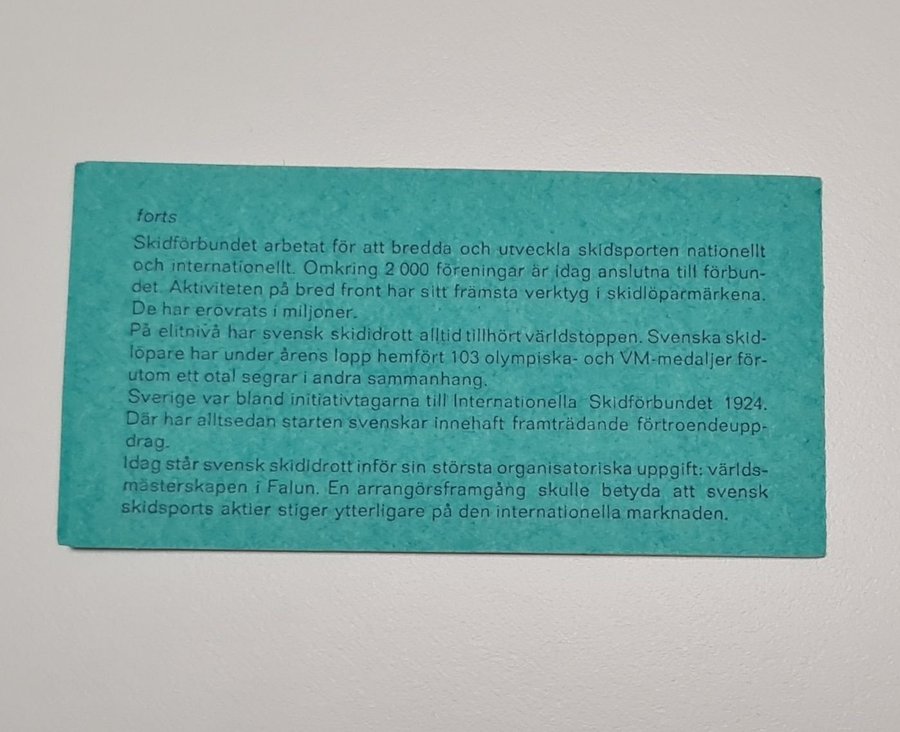 forts
Skidförbundet arbetat för att bredda och utveckla skidsporten nationellt
och internationellt. Omkring 2 000 föreningar är idag anslutna till förbun-
det. Aktiviteten på bred front har sitt främsta verktyg i skidlöparmärkena.
De har erövrats i miljoner.
På elitnivå har svensk skididrott alltid tillhört världstoppen. Svenska skid-
löpare har under årens lopp hemfört 103 olympiska- och VM-medaljer för-
utom ett otal segrar i andra sammanhang.
Sverige var bland initiativtagarna till Internationella Skidförbundet 1924.
Där har alltsedan starten svenskar innehaft framträdande förtroendeupp-
drag.
Idag står svensk skididrott inför sin största organisatoriska uppgift: världs-
mästerskapen i Falun. En arrangörsframgång skulle betyda att svensk
skidsports aktier stiger ytterligare på den internationella marknaden.